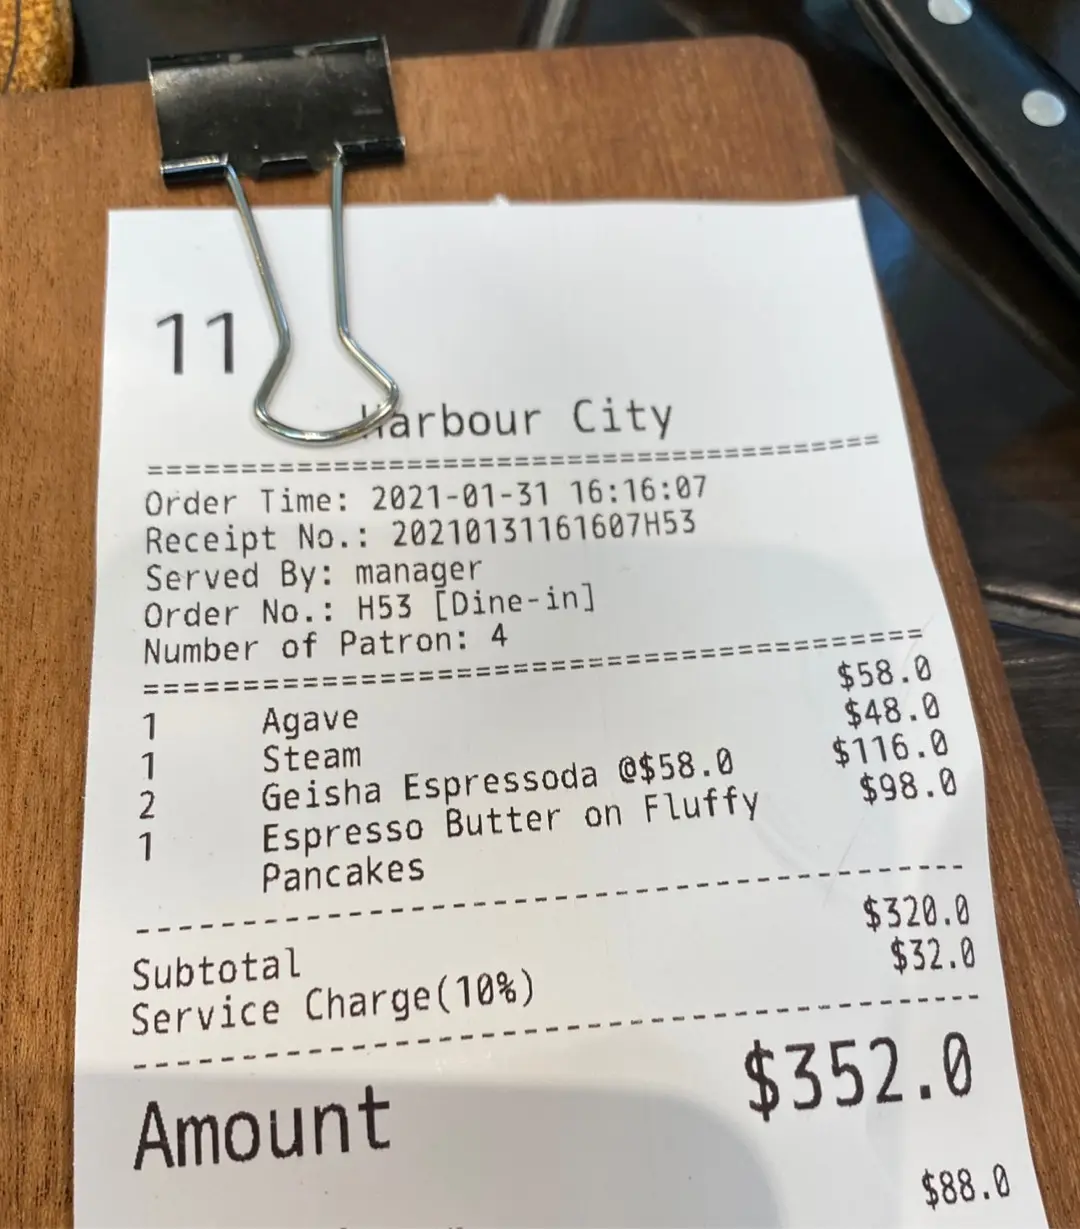 11
Harbour City
=======================================
Order Time: 2021-01-31 16:16:07
Receipt No.: 20210131161607H53
Served By: manager
Order No.: H53 [Dine-in]
Number of Patron: 4
=======================================
1 Agave $58.0
1 Steam $48.0
2 Geisha Espressoda @$58.0 $116.0
1 Espresso Butter on Fluffy $98.0
Pancakes
---------------------------------------
Subtotal $320.0
Service Charge(10%) $32.0
---------------------------------------
Amount $352.0
$88.0